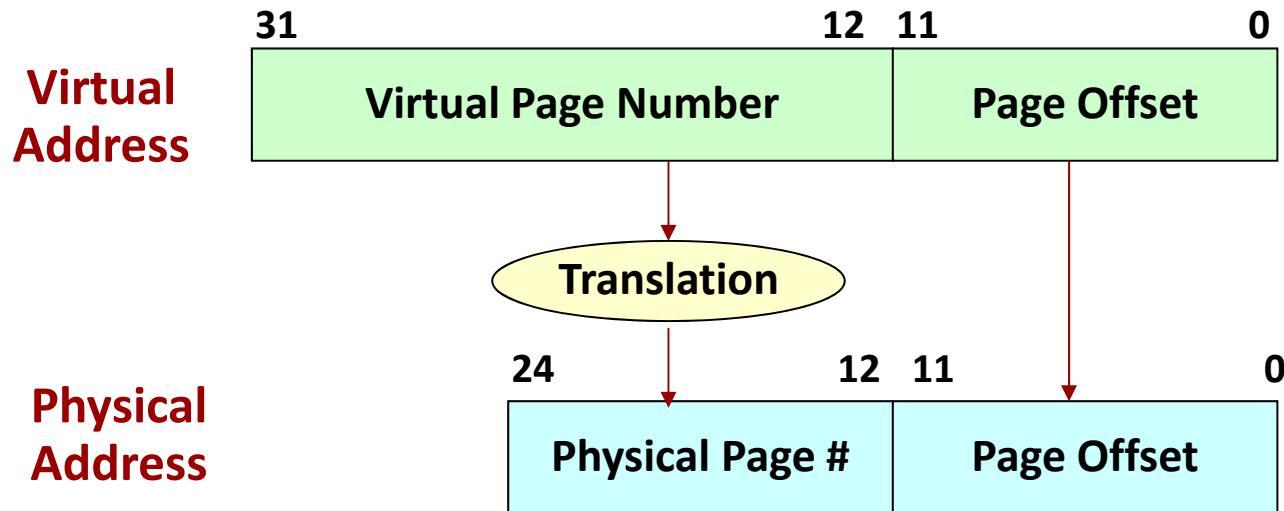 31 12 11 0
Virtual
Address
Virtual Page Number
Page Offset
Translation
24 12 11 0
Physical
Address
Physical Page #
Page Offset